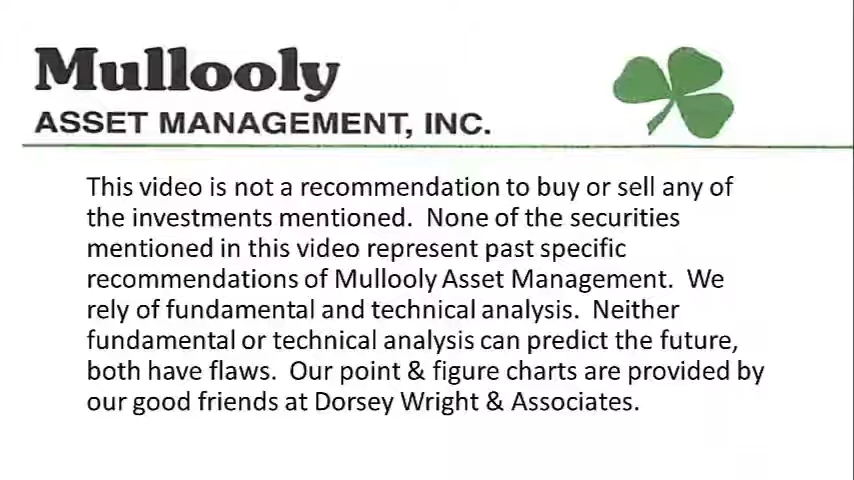 Mullooly
ASSET MANAGEMENT, INC.
This video is not a recommendation to buy or sell any of
the investments mentioned. None of the securities
mentioned in this video represent past specific
recommendations of Mullooly Asset Management. We
rely of fundamental and technical analysis. Neither
fundamental or technical analysis can predict the future,
both have flaws. Our point & figure charts are provided by
our good friends at Dorsey Wright & Associates.